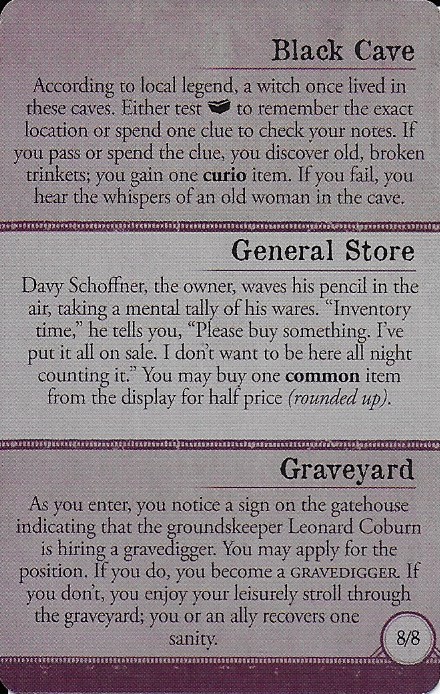 Black Cave
According to local legend, a witch once lived in
these caves. Either test to remember the exact
location or spend one clue to check your notes. If
you pass or spend the clue, you discover old, broken
trinkets; you gain one curio item. If you fail, you
hear the whispers of an old woman in the cave.
General Store
Davy Schoffner, the owner, waves his pencil in the
air, taking a mental tally of his wares. “Inventory
time,” he tells you, “Please buy something. I’ve
put it all on sale. I don’t want to be here all night
counting it.” You may buy one common item
from the display for half price (rounded up).
Graveyard
As you enter, you notice a sign on the gatehouse
indicating that the groundskeeper Leonard Coburn
is hiring a gravedigger. You may apply for the
position. If you do, you become a GRAVEDIGGER. If
you don’t, you enjoy your leisurely stroll through
the graveyard; you or an ally recovers one
sanity.
8/8